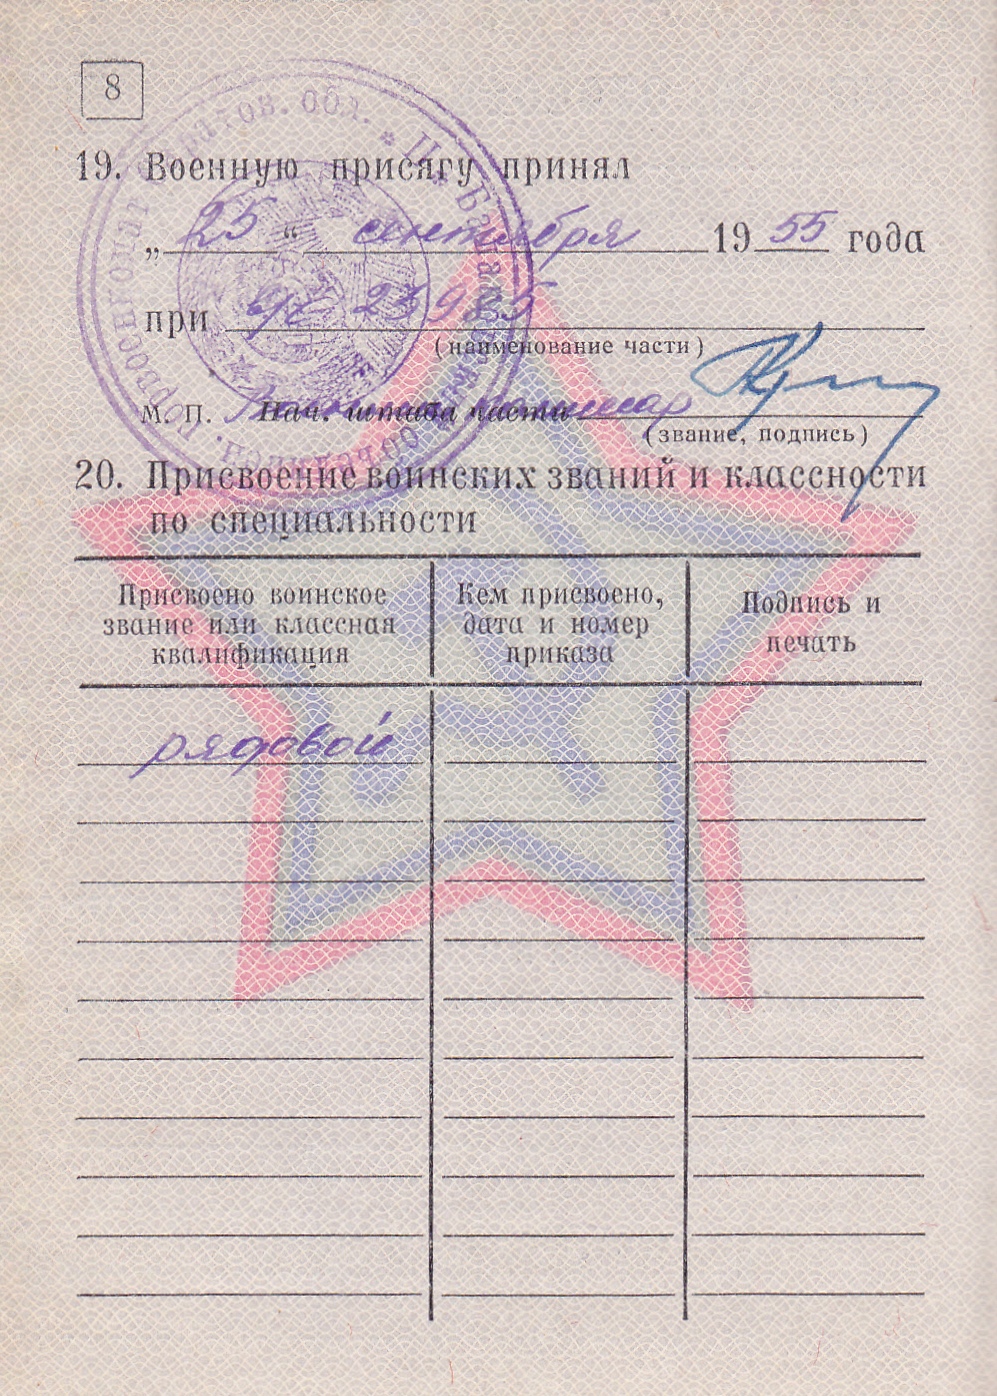 8
19. Военную присягу принял
„ 25 “ сентября 19 55 года
при в/ч 23985
(наименование части)
М. П. Нач. штаба части комиссар
(звание, подпись)
20. Присвоение воинских званий и классности
по специальности
Присвоено воинское
звание или классная
квалификация
Кем присвоено,
дата и номер
приказа
Подпись и
печать
рядовой